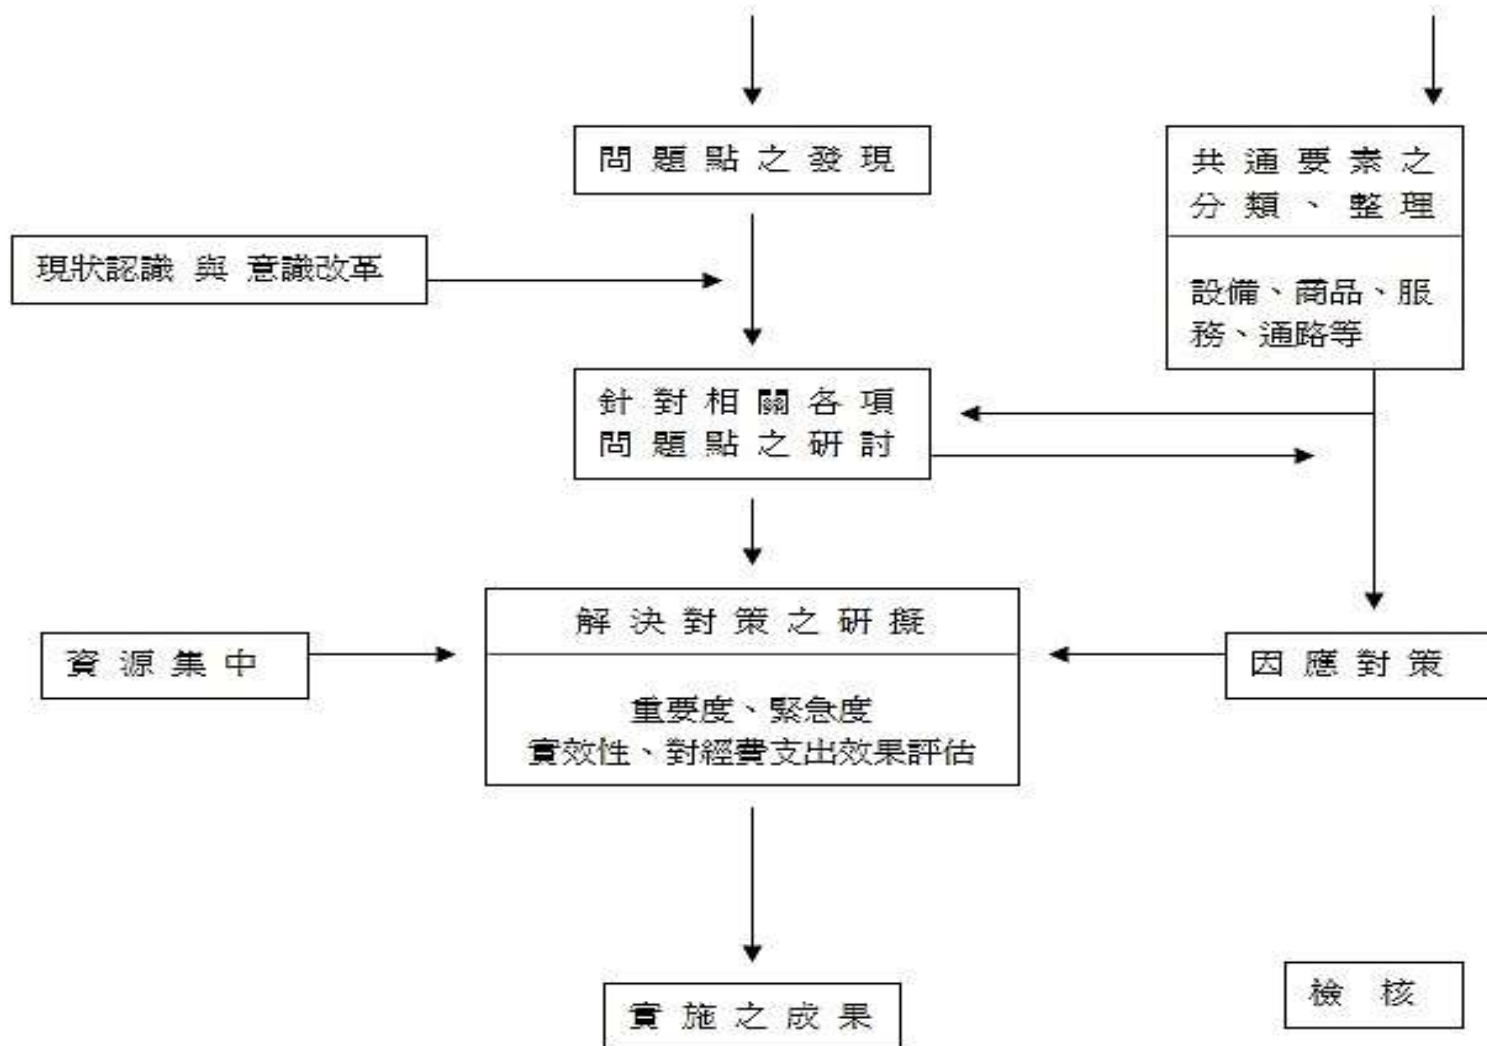 問題點之發現
共通要素之
分類、整理
現狀認識 與 意識改革
設備、商品、服
務、通路等
針對相關各項
問題點之研討
解決對策之研擬
資源集中
因應對策
重要度、緊急度
實效性、對經費支出效果評估
實施之成果
檢核